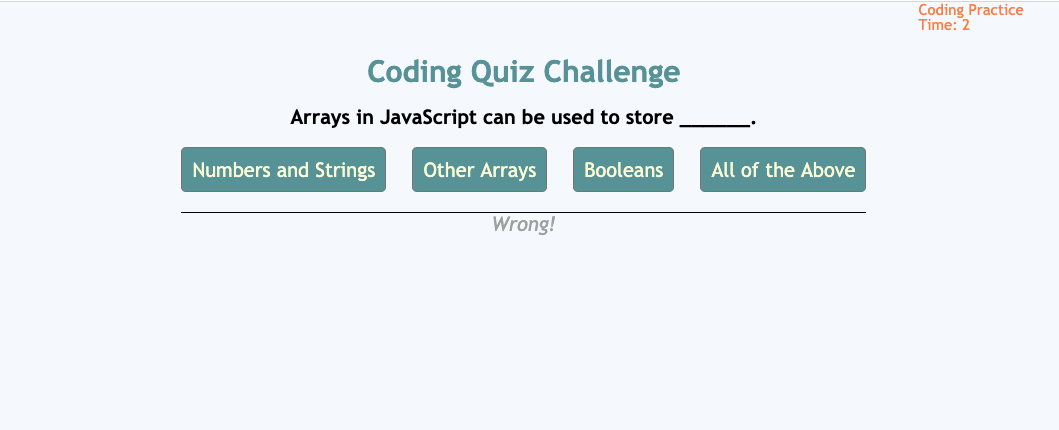 Coding Practice
Time: 2
Coding Quiz Challenge
Arrays in JavaScript can be used to store _______.
Numbers and Strings Other Arrays Booleans All of the Above
Wrong!